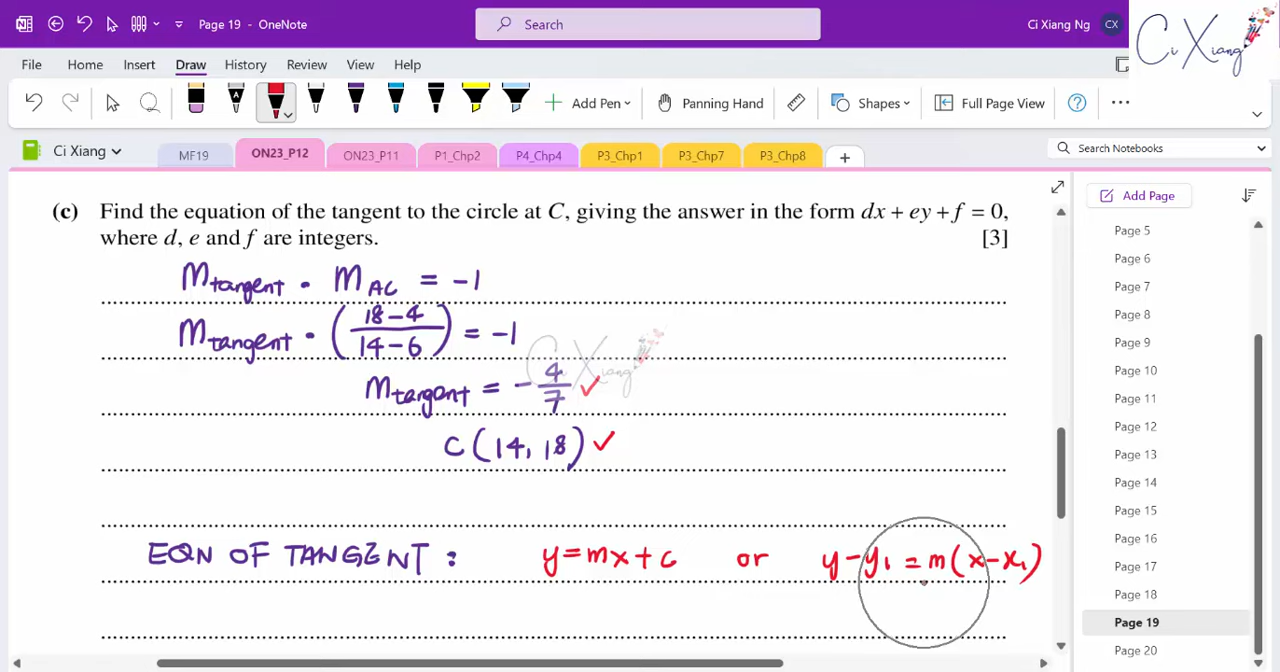 Page 19 - OneNote
Search
Ci Xiang Ng
CX
Ci Xiang
File Home Insert Draw History Review View Help
A
Add Pen
Panning Hand
Shapes
Full Page View
Ci Xiang
MF19
ON23_P12
ON23_P11
P1_Chp2
P4_Chp4
P3_Chp1
P3_Chp7
P3_Chp8
Search Notebooks
(c) Find the equation of the tangent to the circle at C, giving the answer in the form dx + ey + f = 0,
where d, e and f are integers. [3]
Mtangent · MAC = -1
Mtangent · (18-4 / 14-6) = -1
Mtangent = - 4/7 ✓
C (14, 18) ✓
Ci Xiang
EQN OF TANGENT : y = mx + c or y - y₁ = m(x - x₁)
Add Page
Page 5
Page 6
Page 7
Page 8
Page 9
Page 10
Page 11
Page 12
Page 13
Page 14
Page 15
Page 16
Page 17
Page 18
Page 19
Page 20